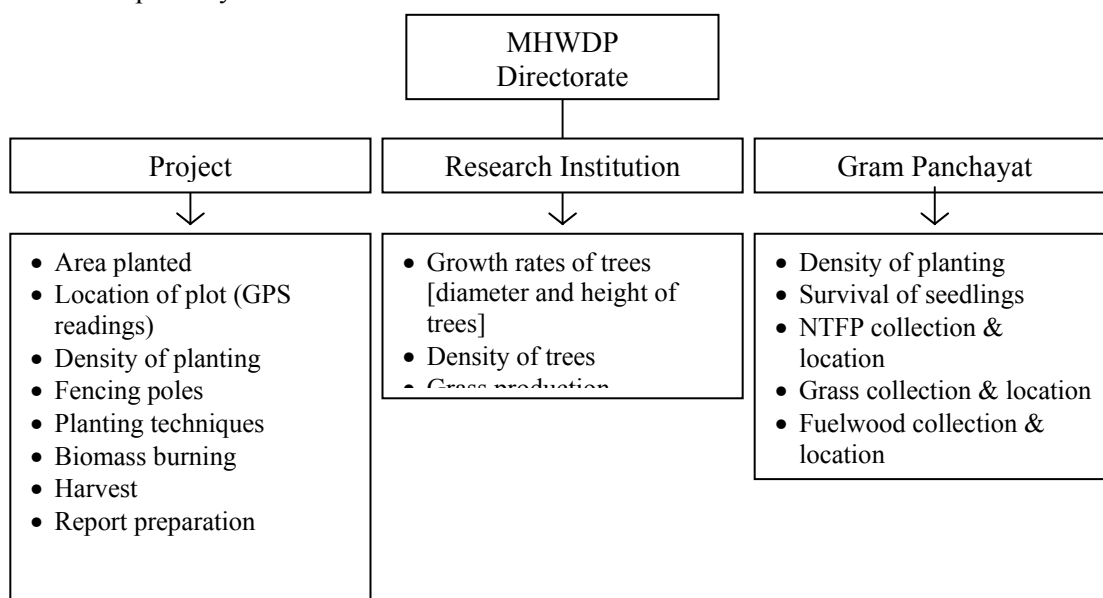 MHWDP
Directorate
Project
Research Institution
Gram Panchayat
• Area planted
• Location of plot (GPS
readings)
• Density of planting
• Fencing poles
• Planting techniques
• Biomass burning
• Harvest
• Report preparation
• Growth rates of trees
[diameter and height of
trees]
• Density of trees
• Grass production
• Density of planting
• Survival of seedlings
• NTFP collection &
location
• Grass collection & location
• Fuelwood collection &
location